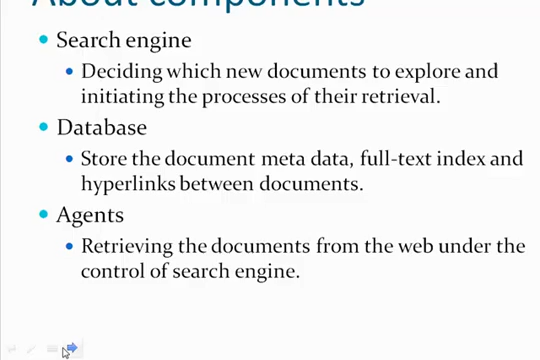 About components
Search engine
Deciding which new documents to explore and
initiating the processes of their retrieval.
Database
Store the document meta data, full-text index and
hyperlinks between documents.
Agents
Retrieving the documents from the web under the
control of search engine.